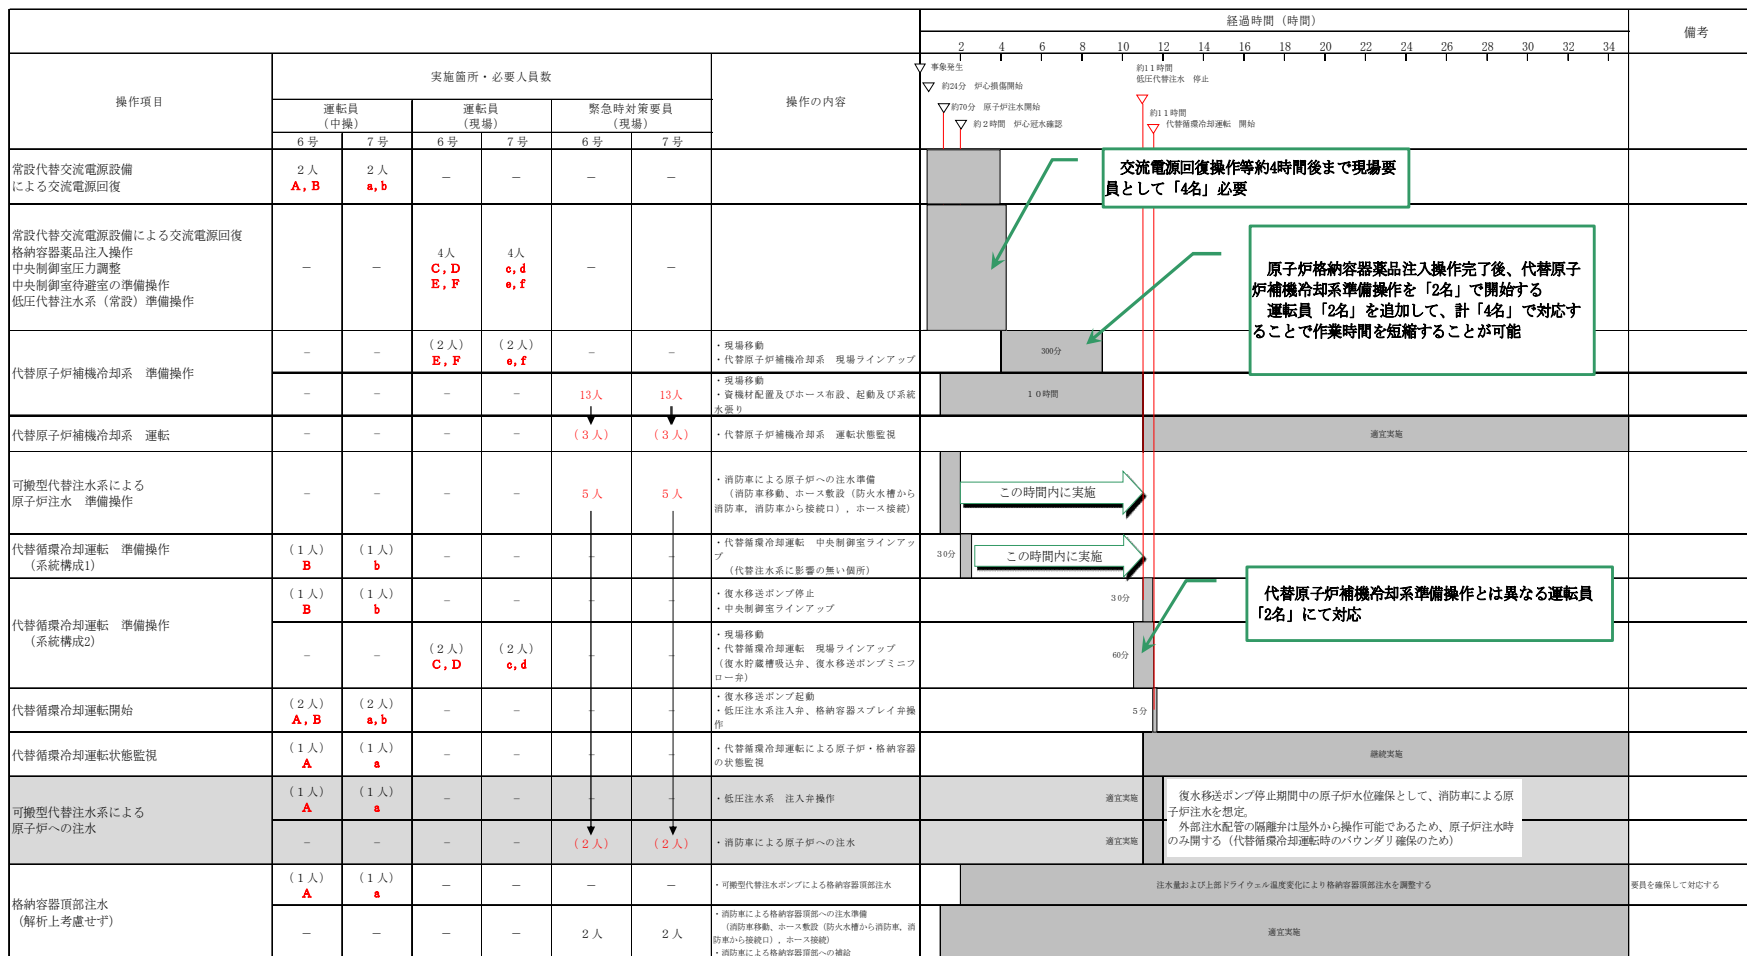 経過時間（時間）
備考
2 4 6 8 10 12 14 16 18 20 22 24 26 28 30 32 34
操作項目
実施箇所・必要人員数
操作の内容
運転員
（中操）
運転員
（現場）
緊急時対策要員
（現場）
6号 7号 6号 7号 6号 7号
事象発生
約24分 炉心損傷開始
約70分 原子炉注水開始
約2時間 炉心冠水確認
約11時間
低圧代替注水 停止
約11時間
代替循環冷却運転 開始
常設代替交流電源設備
による交流電源回復
2人 2人 － － － －
A, B a, b
交流電源回復操作等約4時間後まで現場要
員として「4名」必要
常設代替交流電源設備による交流電源回復
格納容器薬品注入操作
中央制御室圧力調整
中央制御室待避室の準備操作
低圧代替注水系（常設）準備操作
－ － 4人 4人 － －
C, D c, d
E, F e, f
原子炉格納容器薬品注入操作完了後、代替原子
炉補機冷却系準備操作を「2名」で開始する
運転員「2名」を追加して、計「4名」で対応す
ることで作業時間を短縮することが可能
代替原子炉補機冷却系 準備操作
－ － （2人） （2人） － －
E, F e, f
・現場移動
・代替原子炉補機冷却系 現場ラインアップ
300分
－ － － － 13人 13人
・現場移動
・資機材配置及びホース布設、起動及び系統
水張り
10時間
代替原子炉補機冷却系 運転
－ － － － （3人） （3人）
・代替原子炉補機冷却系 運転状態監視
適宜実施
可搬型代替注水系による
原子炉注水 準備操作
－ － － － 5人 5人
・消防車による原子炉への注水準備
（消防車移動、ホース敷設（防火水槽から
消防車，消防車から接続口），ホース接続）
この時間内に実施
代替循環冷却運転 準備操作
（系統構成1）
（1人） （1人） － － － －
B b
・代替循環冷却運転 中央制御室ラインアッ
プ
（代替注水系に影響の無い個所）
30分
この時間内に実施
代替循環冷却運転 準備操作
（系統構成2）
（1人） （1人） － － － －
B b
・復水移送ポンプ停止
・中央制御室ラインアップ
30分
代替原子炉補機冷却系準備操作とは異なる運転員
「2名」にて対応
－ － （2人） （2人） － －
C, D c, d
・現場移動
・代替循環冷却運転 現場ラインアップ
（復水貯蔵槽吸込弁、復水移送ポンプミニフ
ロー弁）
60分
代替循環冷却運転開始
（2人） （2人） － － － －
A, B a, b
・復水移送ポンプ起動
・低圧注水系注入弁、格納容器スプレイ弁操
作
5分
代替循環冷却運転状態監視
（1人） （1人） － － － －
A a
・代替循環冷却運転による原子炉・格納容器
の状態監視
継続実施
可搬型代替注水系による
原子炉への注水
（1人） （1人） － － － －
A a
・低圧注水系 注入弁操作
適宜実施
復水移送ポンプ停止期間中の原子炉水位確保として、消防車による原
子炉注水を想定。
外部注水配管の隔離弁は屋外から操作可能であるため、原子炉注水時
のみ開する（代替循環冷却運転時のバウンダリ確保のため）
－ － － － （2人） （2人）
・消防車による原子炉への注水
適宜実施
格納容器頂部注水
（解析上考慮せず）
（1人） （1人） － － － －
A a
・可搬型代替注水ポンプによる格納容器頂部注水
注水量および上部ドライウェル温度変化により格納容器頂部注水を調整する
要員を確保して対応する
－ － － － 2人 2人
・消防車による格納容器頂部への注水準備
（消防車移動、ホース敷設（防火水槽から消防車，消
防車から接続口），ホース接続）
・消防車による格納容器頂部への補給
適宜実施